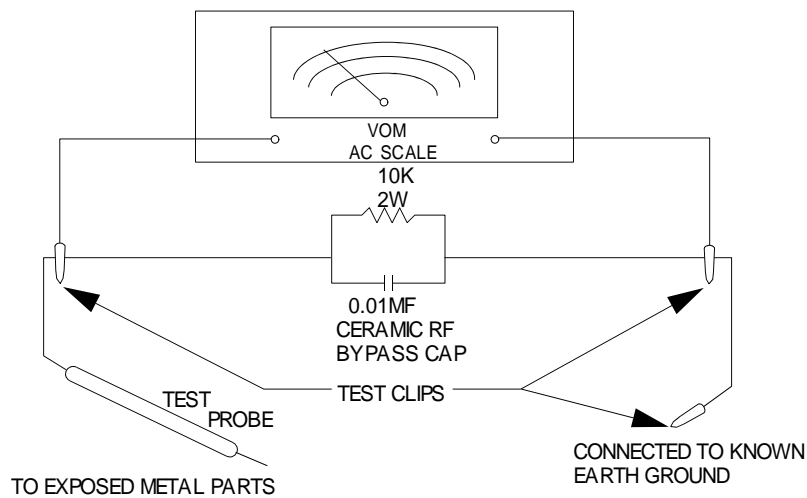 VOM
AC SCALE
10K
2W
0.01MF
CERAMIC RF
BYPASS CAP
TEST CLIPS
TEST
PROBE
TO EXPOSED METAL PARTS
CONNECTED TO KNOWN
EARTH GROUND